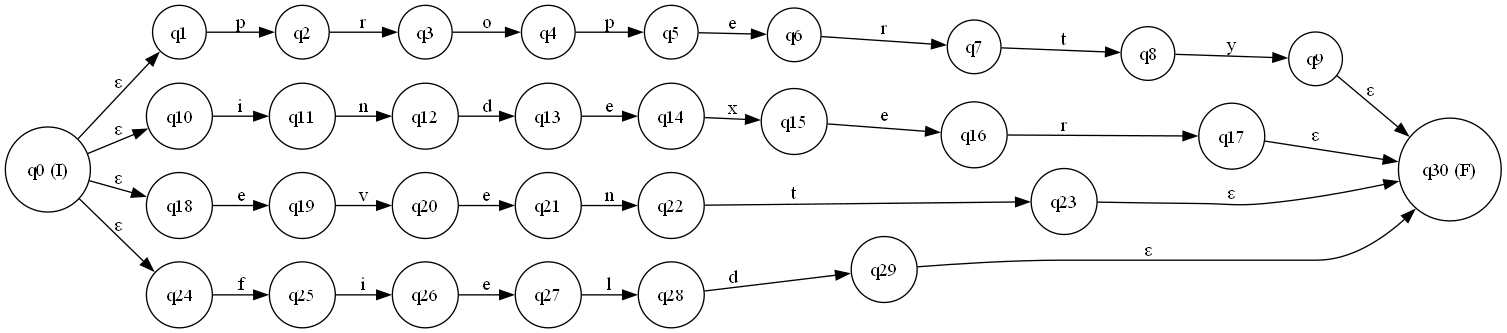 q0 (I)
ε q1 p q2 r q3 o q4 p q5 e q6 r q7 t q8 y q9 ε
ε q10 i q11 n q12 d q13 e q14 x q15 e q16 r q17 ε
ε q18 e q19 v q20 e q21 n q22 t q23 ε
ε q24 f q25 i q26 e q27 l q28 d q29 ε
q30 (F)